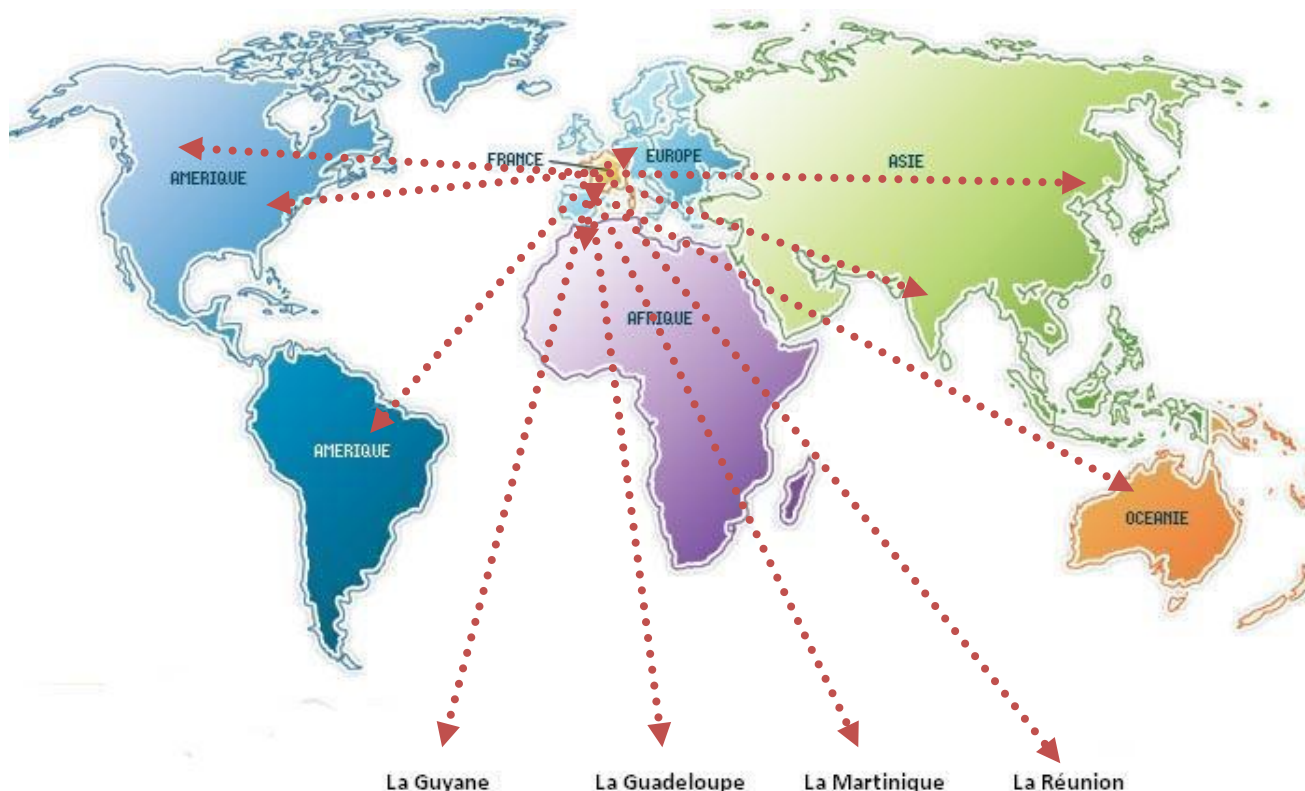 FRANCE
EUROPE
ASIE
AMERIQUE
AFRIQUE
AMERIQUE
OCEANIE
La Guyane
La Guadeloupe
La Martinique
La Réunion